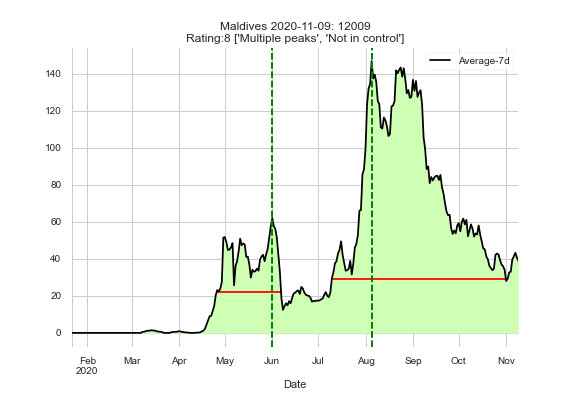 Maldives 2020-11-09: 12009
Rating:8 ['Multiple peaks', 'Not in control']
Average-7d
140
120
100
80
60
40
20
0
Feb Mar Apr May Jun Jul Aug Sep Oct Nov
2020
Date